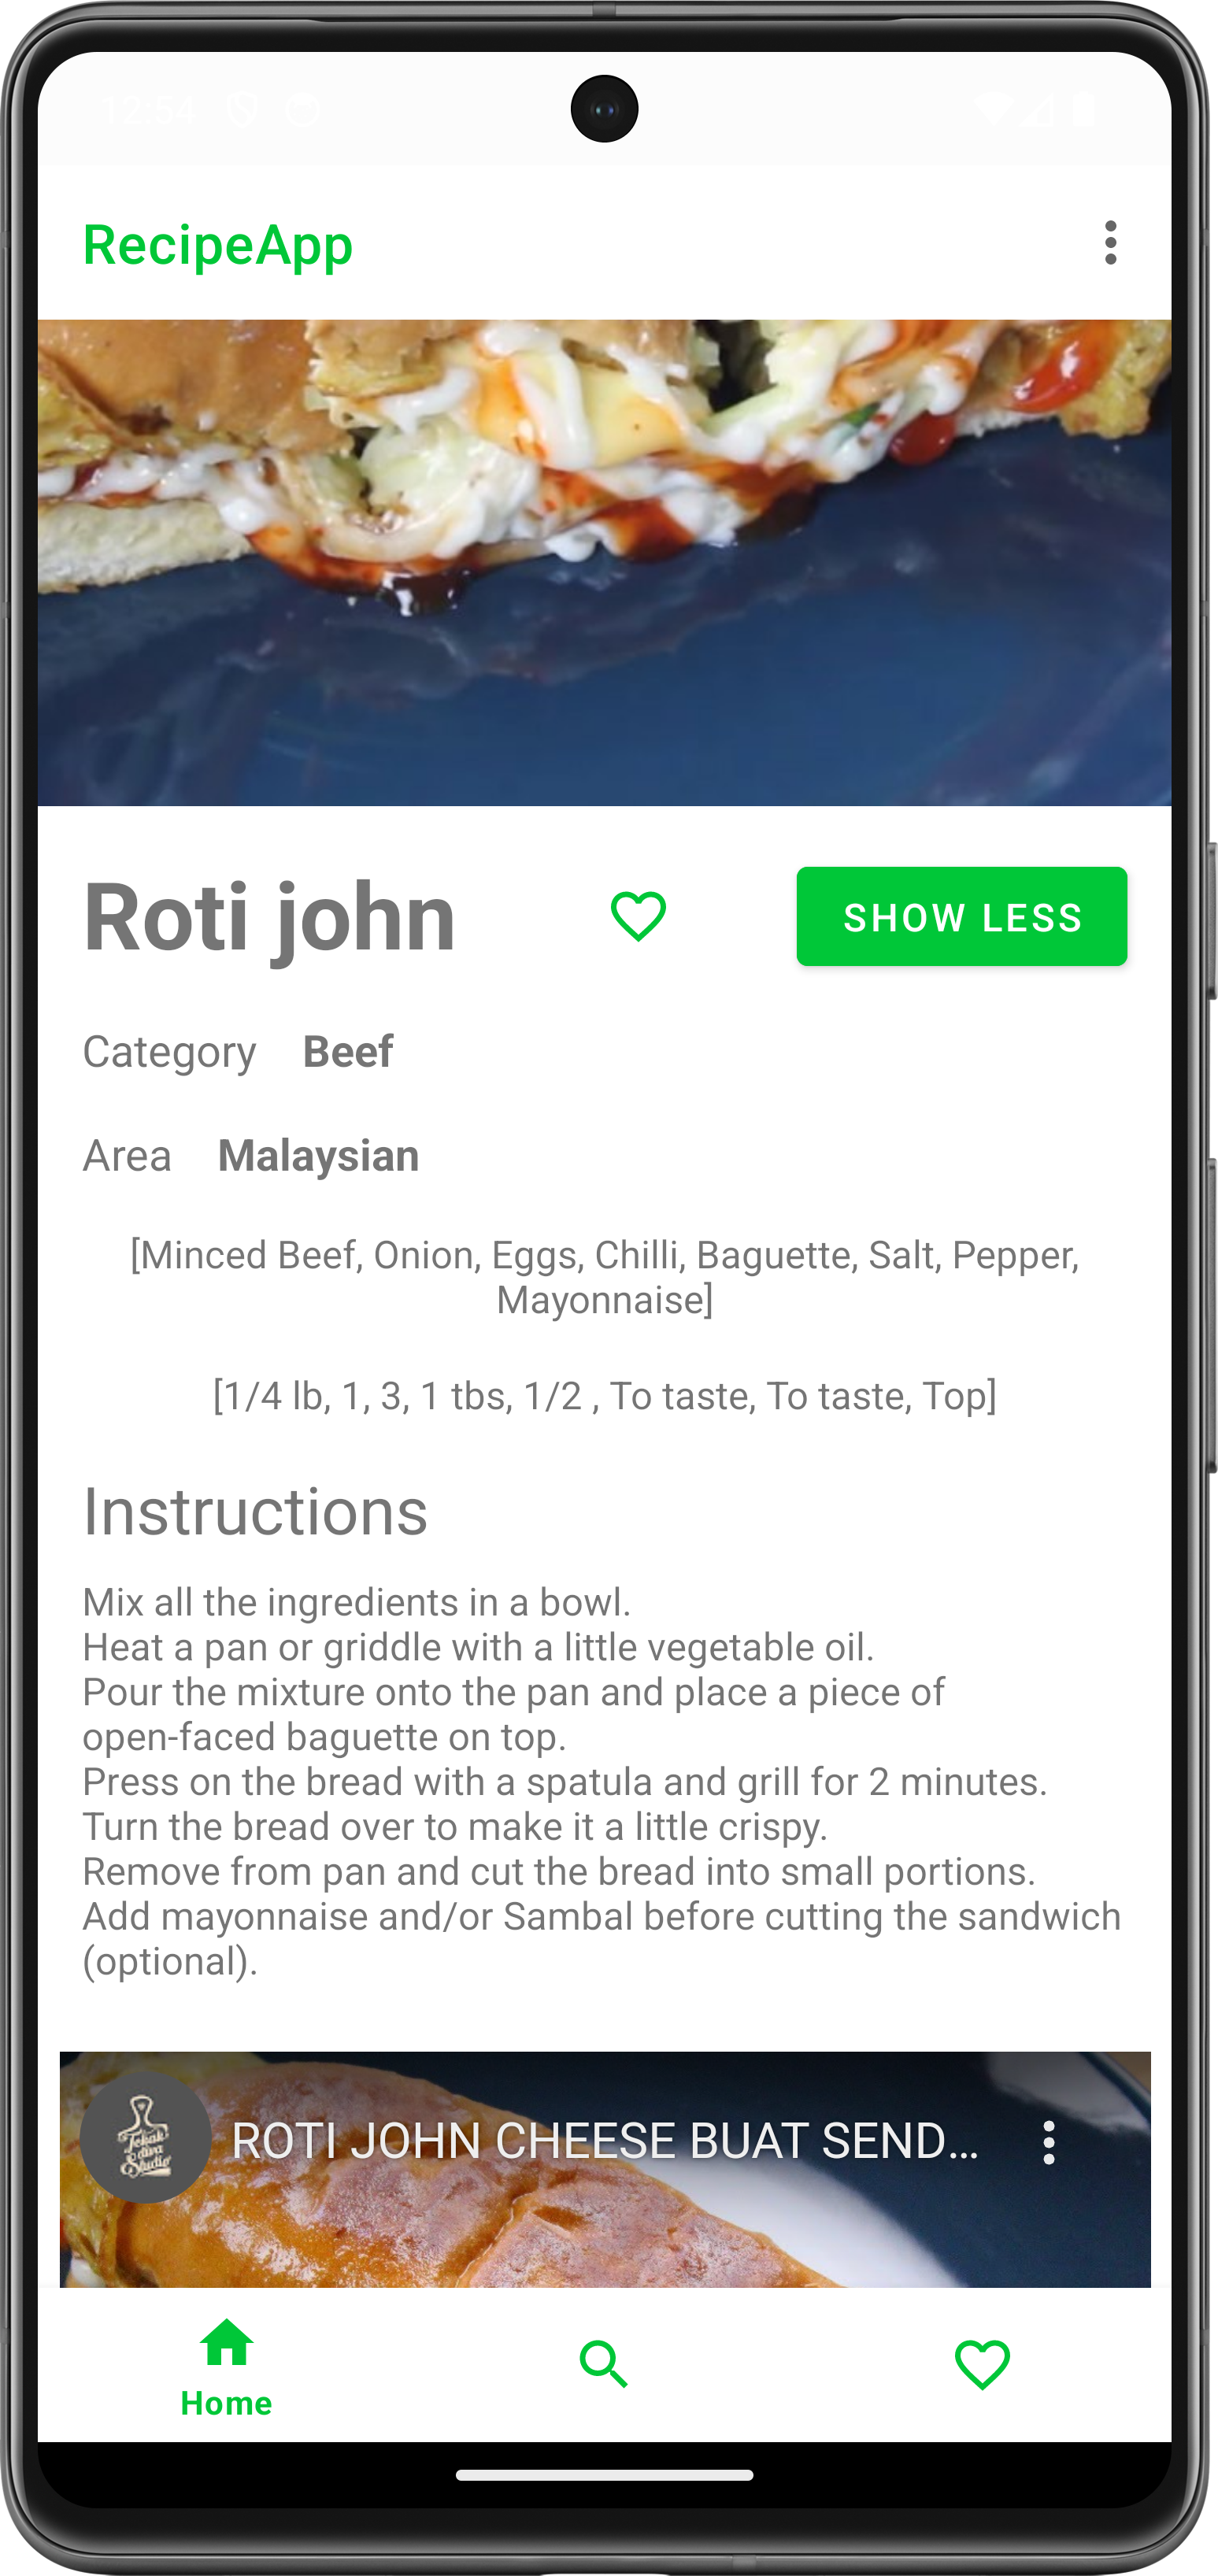 12:54
RecipeApp
Roti john
SHOW LESS
Category Beef
Area Malaysian
[Minced Beef, Onion, Eggs, Chilli, Baguette, Salt, Pepper,
Mayonnaise]
[1/4 lb, 1, 3, 1 tbs, 1/2 , To taste, To taste, Top]
Instructions
Mix all the ingredients in a bowl.
Heat a pan or griddle with a little vegetable oil.
Pour the mixture onto the pan and place a piece of
open-faced baguette on top.
Press on the bread with a spatula and grill for 2 minutes.
Turn the bread over to make it a little crispy.
Remove from pan and cut the bread into small portions.
Add mayonnaise and/or Sambal before cutting the sandwich
(optional).
ROTI JOHN CHEESE BUAT SEND...
Home